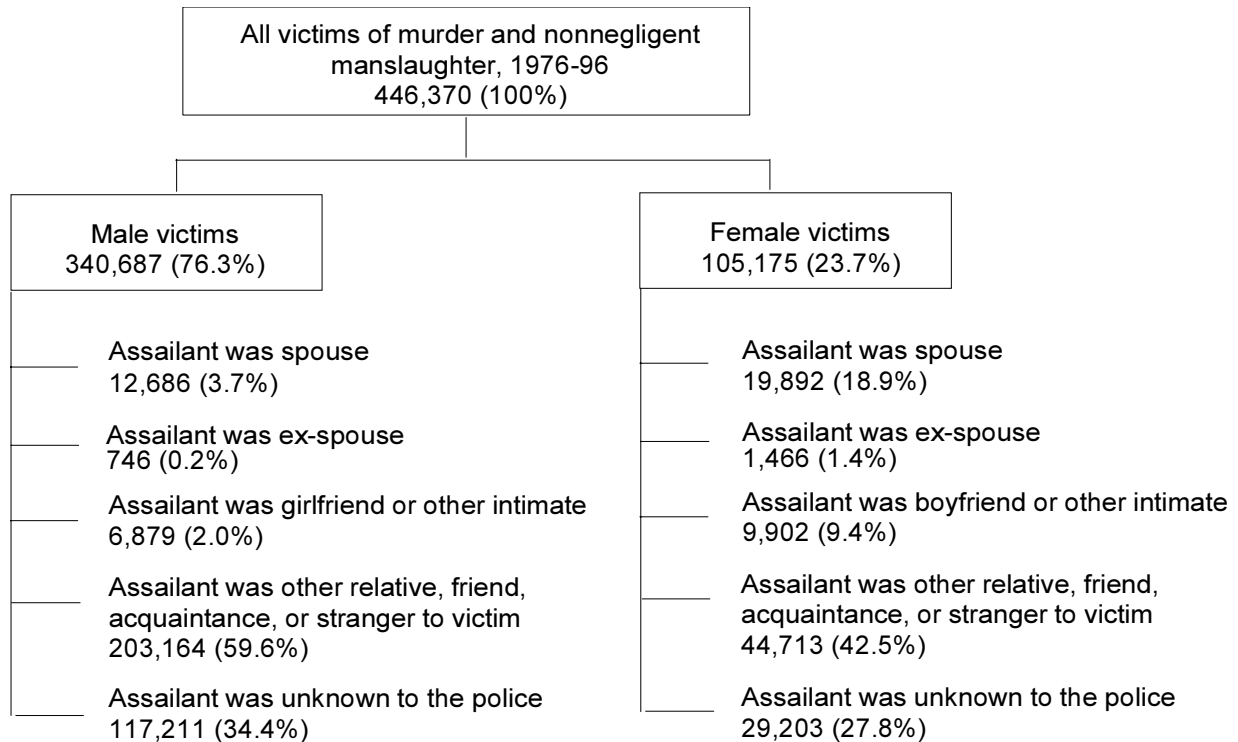 All victims of murder and nonnegligent
manslaughter, 1976-96
446,370 (100%)
Male victims
340,687 (76.3%)
Assailant was spouse
12,686 (3.7%)
Assailant was ex-spouse
746 (0.2%)
Assailant was girlfriend or other intimate
6,879 (2.0%)
Assailant was other relative, friend,
acquaintance, or stranger to victim
203,164 (59.6%)
Assailant was unknown to the police
117,211 (34.4%)
Female victims
105,175 (23.7%)
Assailant was spouse
19,892 (18.9%)
Assailant was ex-spouse
1,466 (1.4%)
Assailant was boyfriend or other intimate
9,902 (9.4%)
Assailant was other relative, friend,
acquaintance, or stranger to victim
44,713 (42.5%)
Assailant was unknown to the police
29,203 (27.8%)